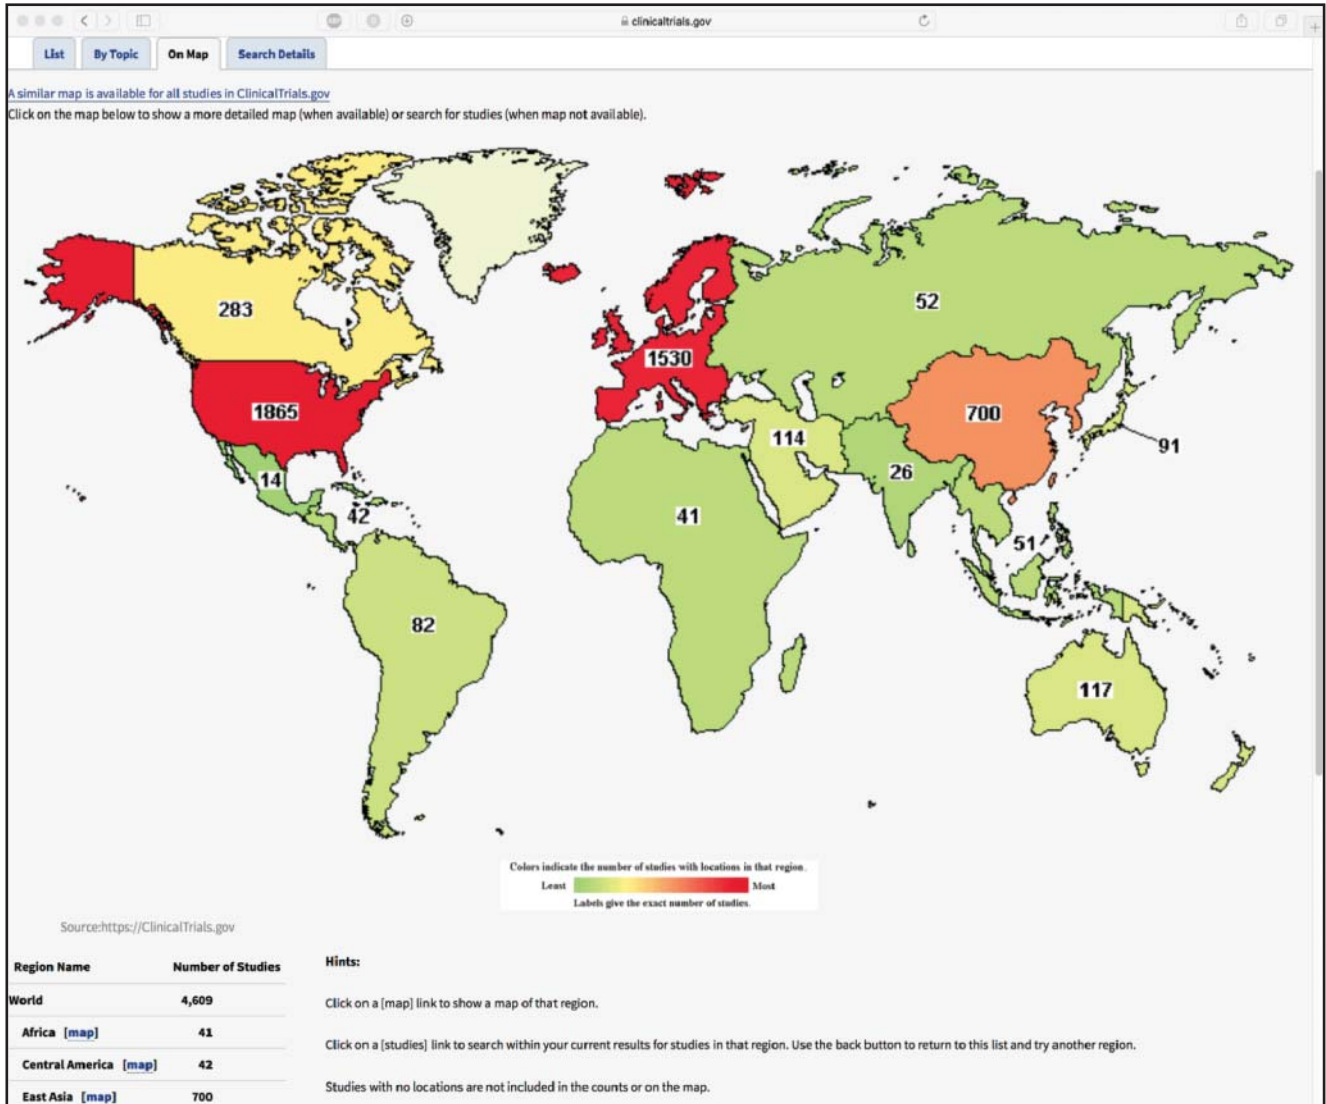 clinicaltrials.gov
List By Topic On Map Search Details
A similar map is available for all studies in ClinicalTrials.gov
Click on the map below to show a more detailed map (when available) or search for studies (when map not available).
283
52
1530
1865
700
114
91
14
26
42
41
51
82
117
Colors indicate the number of studies with locations in that region.
Least Most
Labels give the exact number of studies.
Source:https://ClinicalTrials.gov
Region Name Number of Studies
World 4,609
Africa [map] 41
Central America [map] 42
East Asia [map] 700
Hints:
Click on a [map] link to show a map of that region.
Click on a [studies] link to search within your current results for studies in that region. Use the back button to return to this list and try another region.
Studies with no locations are not included in the counts or on the map.